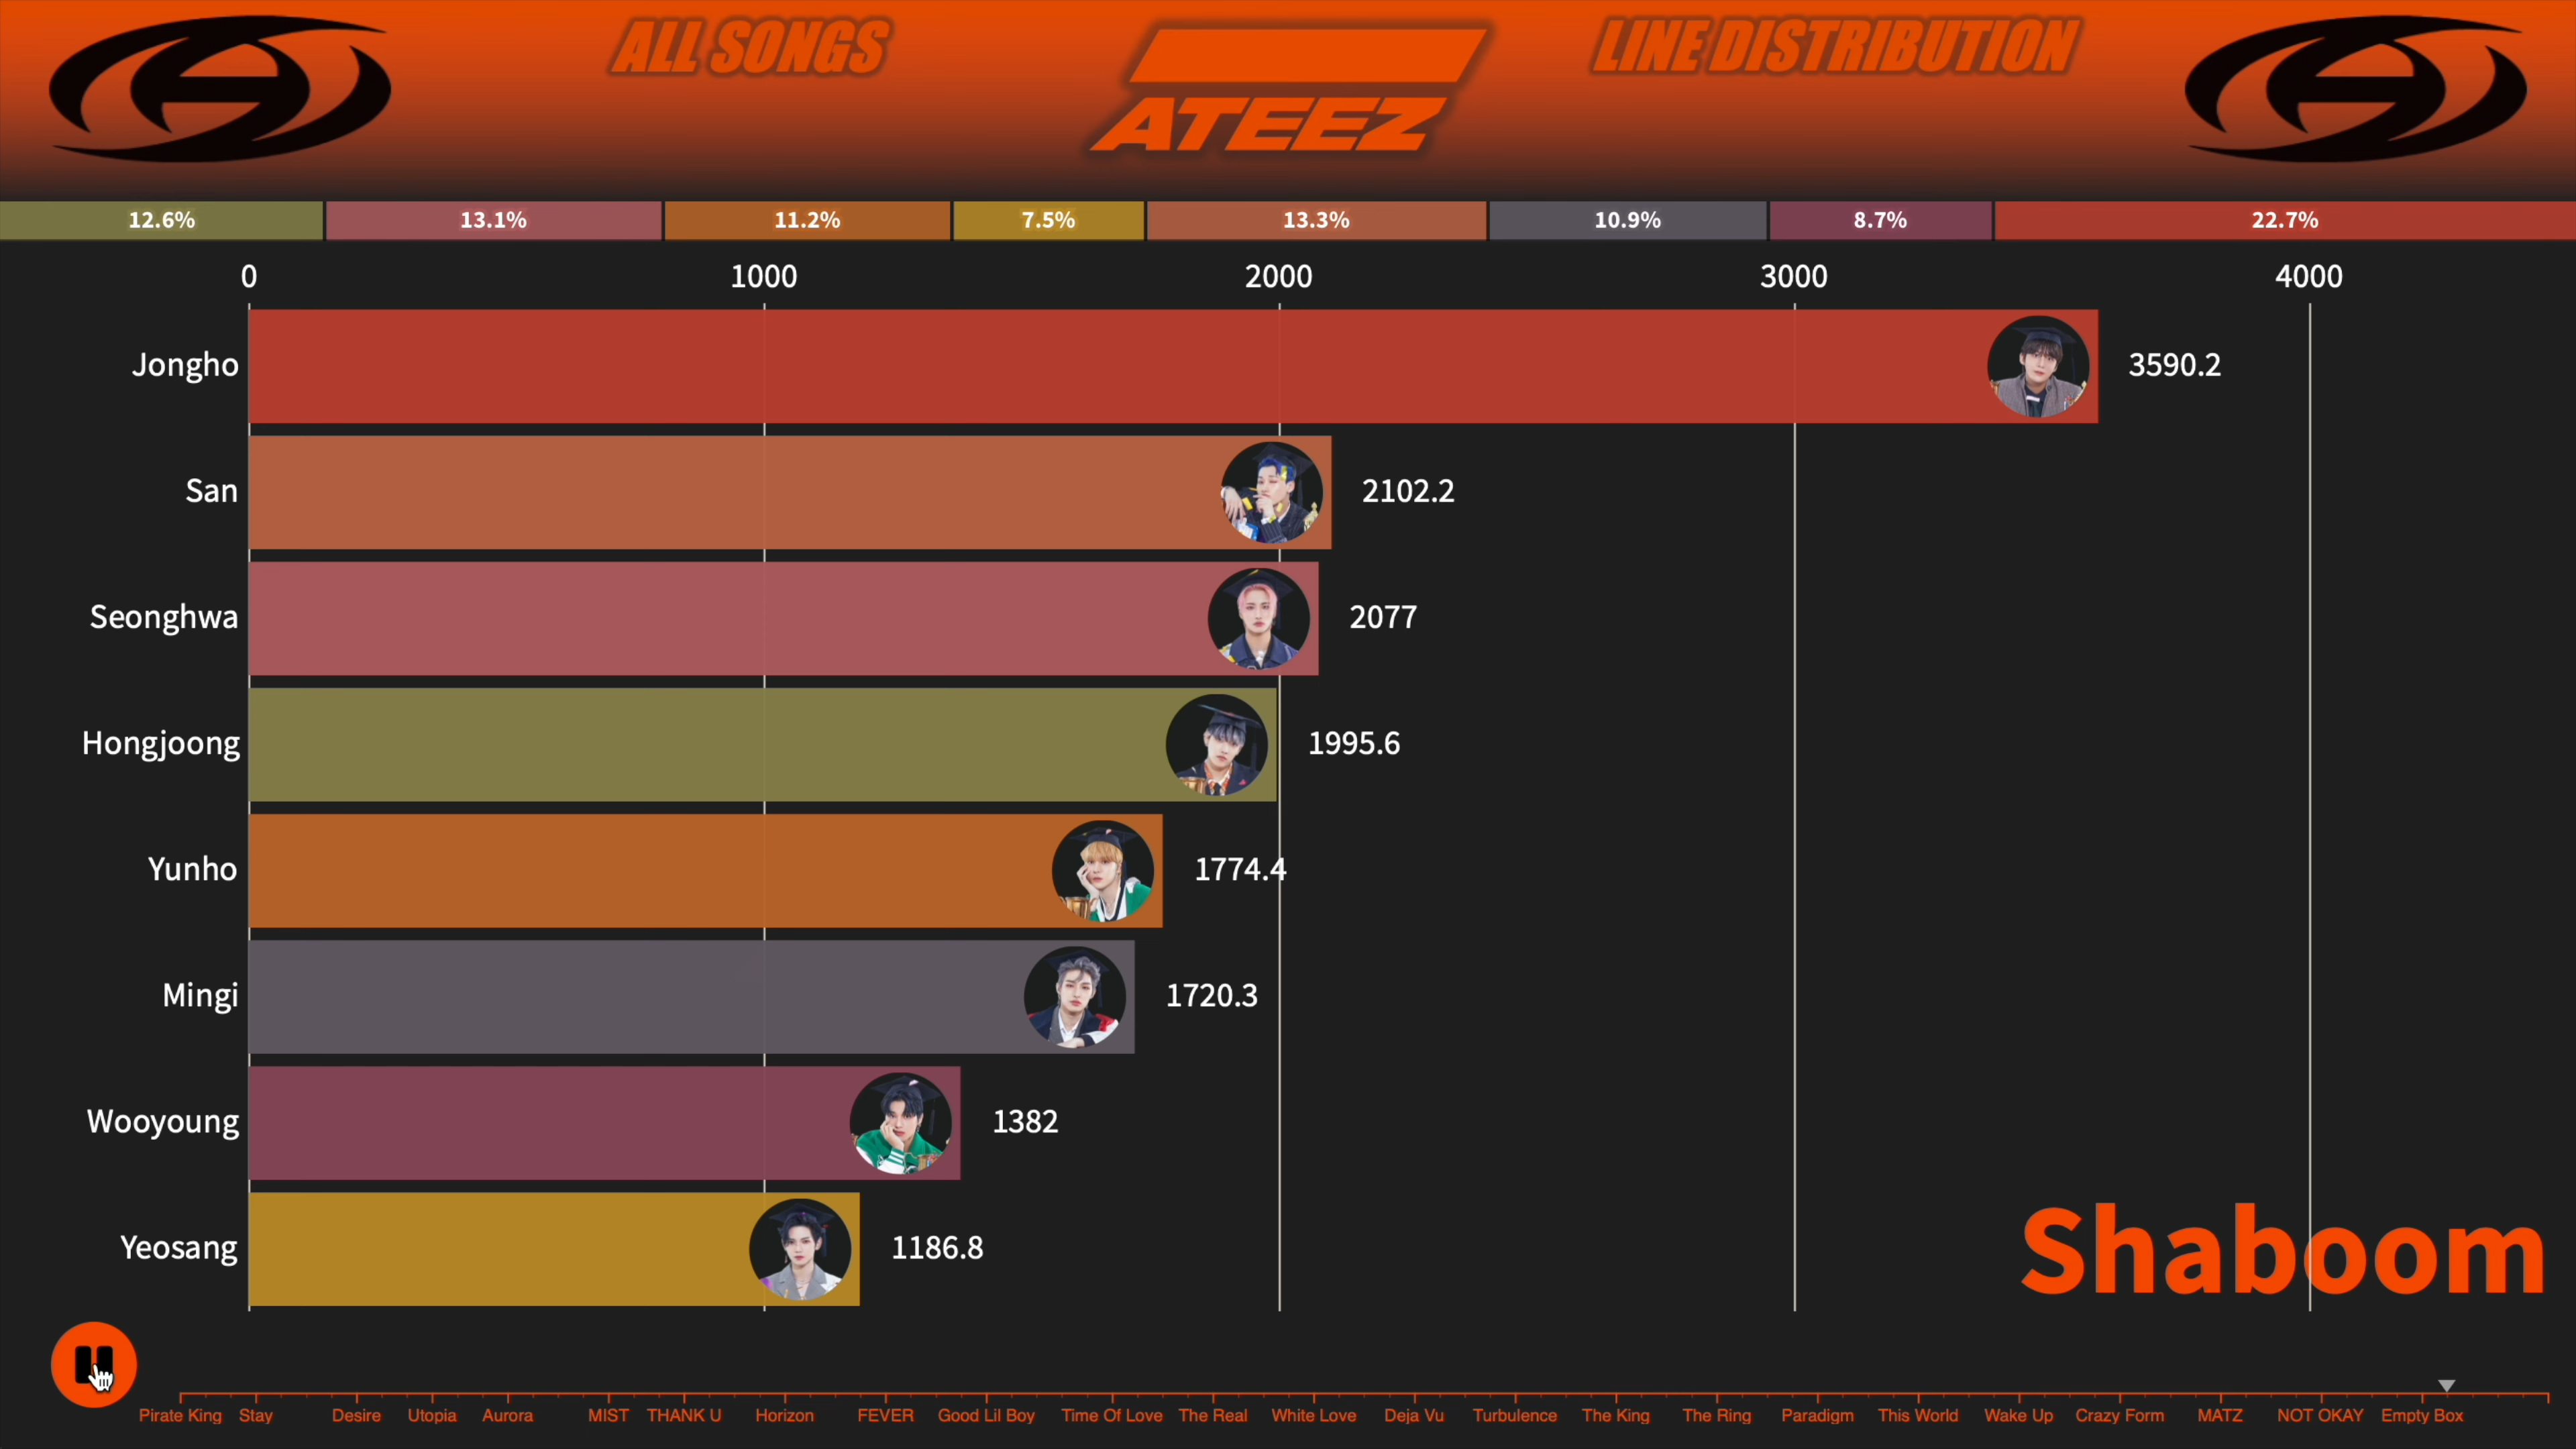 ALL SONGS
ATEEZ
LINE DISTRIBUTION
12.6% 13.1% 11.2% 7.5% 13.3% 10.9% 8.7% 22.7%
0 1000 2000 3000 4000
Jongho 3590.2
San 2102.2
Seonghwa 2077
Hongjoong 1995.6
Yunho 1774.4
Mingi 1720.3
Wooyoung 1382
Yeosang 1186.8
Shaboom
Pirate King Stay Desire Utopia Aurora MIST THANK U Horizon FEVER Good Lil Boy Time Of Love The Real White Love Deja Vu Turbulence The King The Ring Paradigm This World Wake Up Crazy Form MATZ NOT OKAY Empty Box